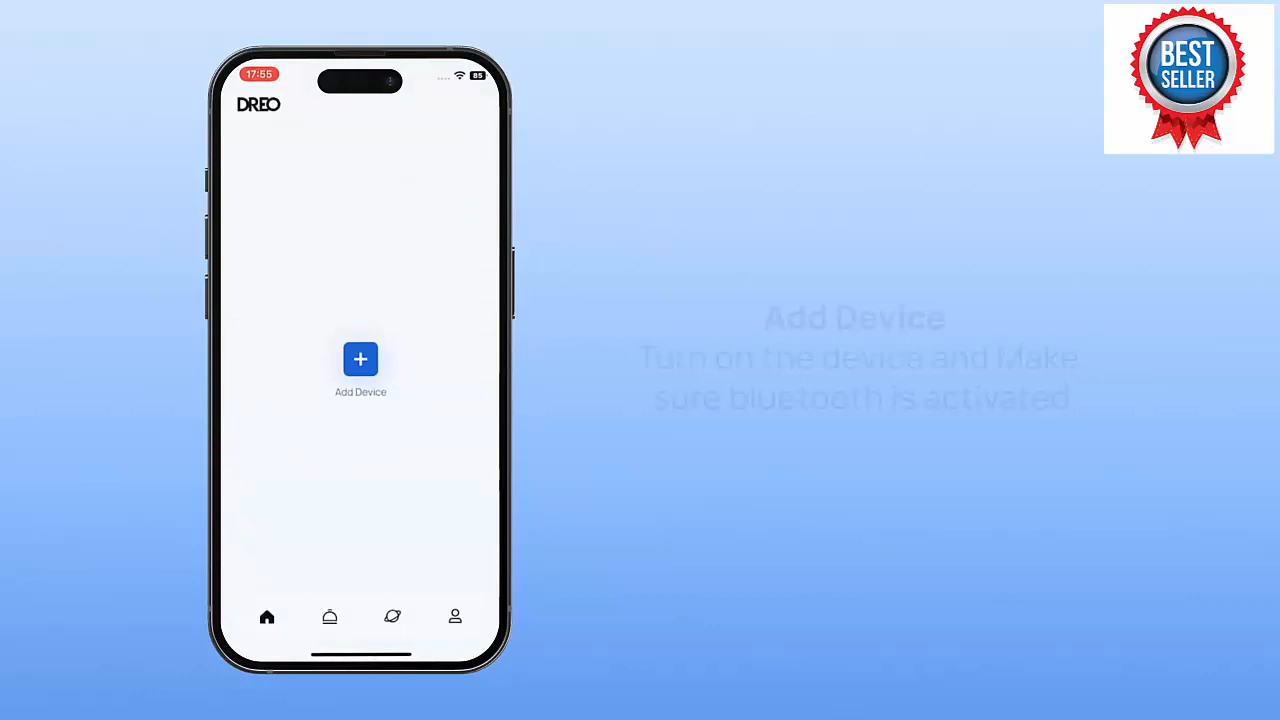 BEST
SELLER
17:55
85
DREO
Add Device
Add Device
Turn on the device and Make
sure bluetooth is activated